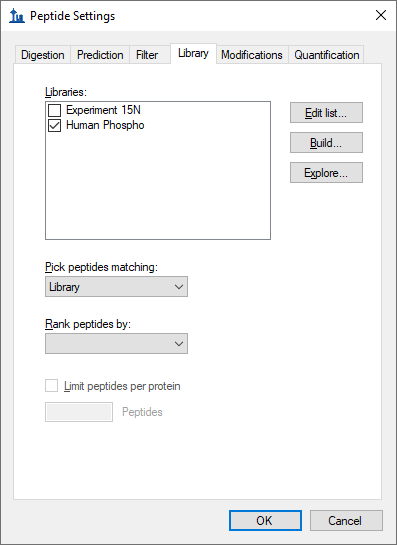 Peptide Settings
Digestion Prediction Filter Library Modifications Quantification
Libraries:
Experiment 15N
Human Phospho
Edit list...
Build...
Explore...
Pick peptides matching:
Library
Rank peptides by:
Limit peptides per protein
Peptides
OK Cancel